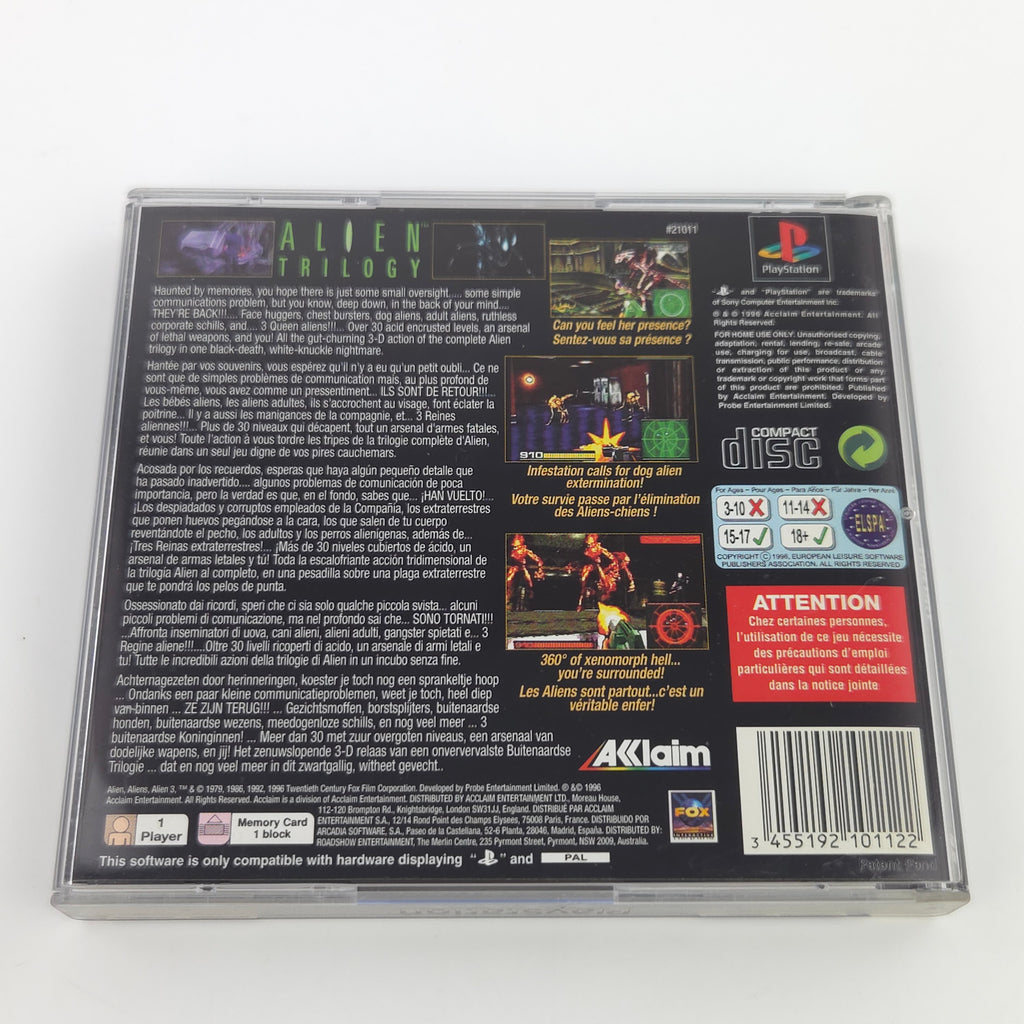 ALIEN™
TRILOGY
#21011
Haunted by memories, you hope there is just some small oversight.... some simple
communications problem, but you know, deep down, in the back of your mind....
THEY'RE BACK!!!.... Face huggers, chest bursters, dog aliens, adult aliens, ruthless
corporate schills, and.... 3 Queen aliens!!!... Over 30 acid encrusted levels, an arsenal
of lethal weapons, and you! All the gut-churning 3-D action of the complete Alien
trilogy in one black-death, white-knuckle nightmare.
Hantée par vos souvenirs, vous espérez qu'il n'y a eu qu'un petit oubli... Ce ne
sont que de simples problèmes de communication mais, au plus profond de
vous-même, vous avez comme un pressentiment... ILS SONT DE RETOUR!!!...
Les bébés aliens, les aliens adultes, ils s'accrochent au visage, font éclater la
poitrine... Il y a aussi les manigances de la compagnie, et... 3 Reines
aliennes!!!... Plus de 30 niveaux qui décapent, tout un arsenal d'armes fatales,
et vous! Toute l'action à vous tordre les tripes de la trilogie complète d'Alien,
réunie dans un seul jeu digne de vos pires cauchemars.
Acosada por los recuerdos, esperas que haya algún pequeño detalle que
ha pasado inadvertido.... algunos problemas de comunicación de poca
importancia, pero la verdad es que, en el fondo, sabes que... ¡HAN VUELTO!...
¡Los despiadados y corruptos empleados de la Compañía, los extraterrestres
que ponen huevos pegándose a la cara, los que salen de tu cuerpo
reventándote el pecho, los adultos y los perros alienígenas, además de...
¡Tres Reinas extraterrestres!... ¡Más de 30 niveles cubiertos de ácido, un
arsenal de armas letales y tú! Toda la escalofriante acción tridimensional de
la trilogía Alien al completo, en una pesadilla sobre una plaga extraterrestre
que te pondrá los pelos de punta.
Ossessionato dai ricordi, speri che ci sia solo qualche piccola svista... alcuni
piccoli problemi di comunicazione, ma nel profondo sai che... SONO TORNATI!!!
...Affronta inseminatori di uova, cani alieni, alieni adulti, gangster spietati e... 3
Regine aliene!!!....Oltre 30 livelli ricoperti di acido, un arsenale di armi letali e
tu! Tutte le incredibili azioni della trilogia di Alien in un incubo senza fine.
Achternagezeten door herinneringen, koester je toch nog een sprankeltje hoop
... Ondanks een paar kleine communicatieproblemen, weet je toch, heel diep
van-binnen ... ZE ZIJN TERUG!!! ... Gezichtsmoffen, borstsplijters, buitenaardse
honden, buitenaardse wezens, meedogenloze schills, en nog veel meer ... 3
buitenaardse Koninginnen! ... Meer dan 30 met zuur overgoten niveaus, een arsenaal van
dodelijke wapens, en jij! Het zenuwslopende 3-D relaas van een onververvalste Buitenaardse
Trilogie ... dat en nog veel meer in dit zwartgallig, witheet gevecht..
Can you feel her presence?
Sentez-vous sa présence ?
910
Infestation calls for dog alien
extermination!
Votre survie passe par l'élimination
des Aliens-chiens !
360° of xenomorph hell...
you're surrounded!
Les Aliens sont partout...c'est un
véritable enfer!
AKKlaim
PlayStation
and "PlayStation" are trademarks
of Sony Computer Entertainment Inc.
® & © 1996 Acclaim Entertainment. All
Rights Reserved.
FOR HOME USE ONLY. Unauthorised copying,
adaptation, rental, lending, re-sale, arcade
use, charging for use, broadcast, cable
transmission, public performance, distribution
or extraction of this product or any
trademark or copyright work that forms part
of this product are prohibited. Published
by Acclaim Entertainment. Developed by
Probe Entertainment Limited.
COMPACT
disc
For Ages - Pour Ages - Para Años - Für Jahre - Per Anni
3-10 11-14
15-17 18+
ELSPA
COPYRIGHT © 1996, EUROPEAN LEISURE SOFTWARE
PUBLISHERS ASSOCIATION. ALL RIGHTS RESERVED
ATTENTION
Chez certaines personnes,
l'utilisation de ce jeu nécessite
des précautions d'emploi
particulières qui sont détaillées
dans la notice jointe
Alien, Aliens, Alien 3, ™ & © 1979, 1986, 1992, 1996 Twentieth Century Fox Film Corporation. Developed by Probe Entertainment Limited. ® &© 1996
Acclaim Entertainment. All Rights Reserved. Acclaim is a division of Acclaim Entertainment. DISTRIBUTED BY ACCLAIM ENTERTAINMENT LTD., Moreau House,
112-120 Brompton Rd., Knightsbridge, London SW31JJ, England. DISTRIBUÉ PAR ACCLAIM
ENTERTAINMENT S.A., 12/14 Rond Point des Champs Elysees, 75008 Paris, France. DISTRIBUIDO POR
ARCADIA SOFTWARE, S.A., Paseo de la Castellana, 52-6 Planta, 28046, Madrid, España. DISTRIBUTED BY:
ROADSHOW ENTERTAINMENT, The Merlin Centre, 235 Pyrmont Street, Pyrmont, NSW 2009, Australia.
1
Player
Memory Card
1 block
FOX
INTERACTIVE
3 455192 101122
This software is only compatible with hardware displaying " " and PAL
Patent Pend
PlayStation